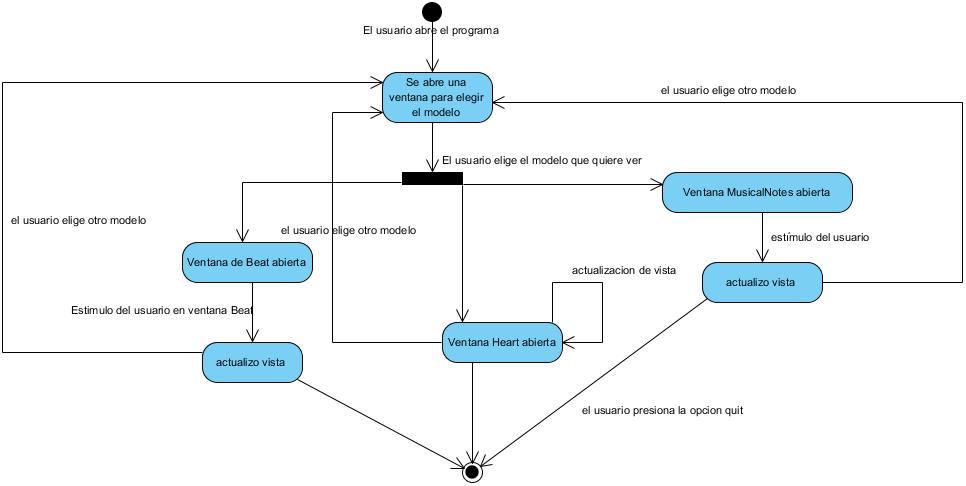 El usuario abre el programa
Se abre una
ventana para elegir
el modelo
el usuario elige otro modelo
El usuario elige el modelo que quiere ver
Ventana MusicalNotes abierta
el usuario elige otro modelo
el usuario elige otro modelo
estímulo del usuario
Ventana de Beat abierta
actualizacion de vista
actualizo vista
Estimulo del usuario en ventana Beat
Ventana Heart abierta
actualizo vista
el usuario presiona la opcion quit